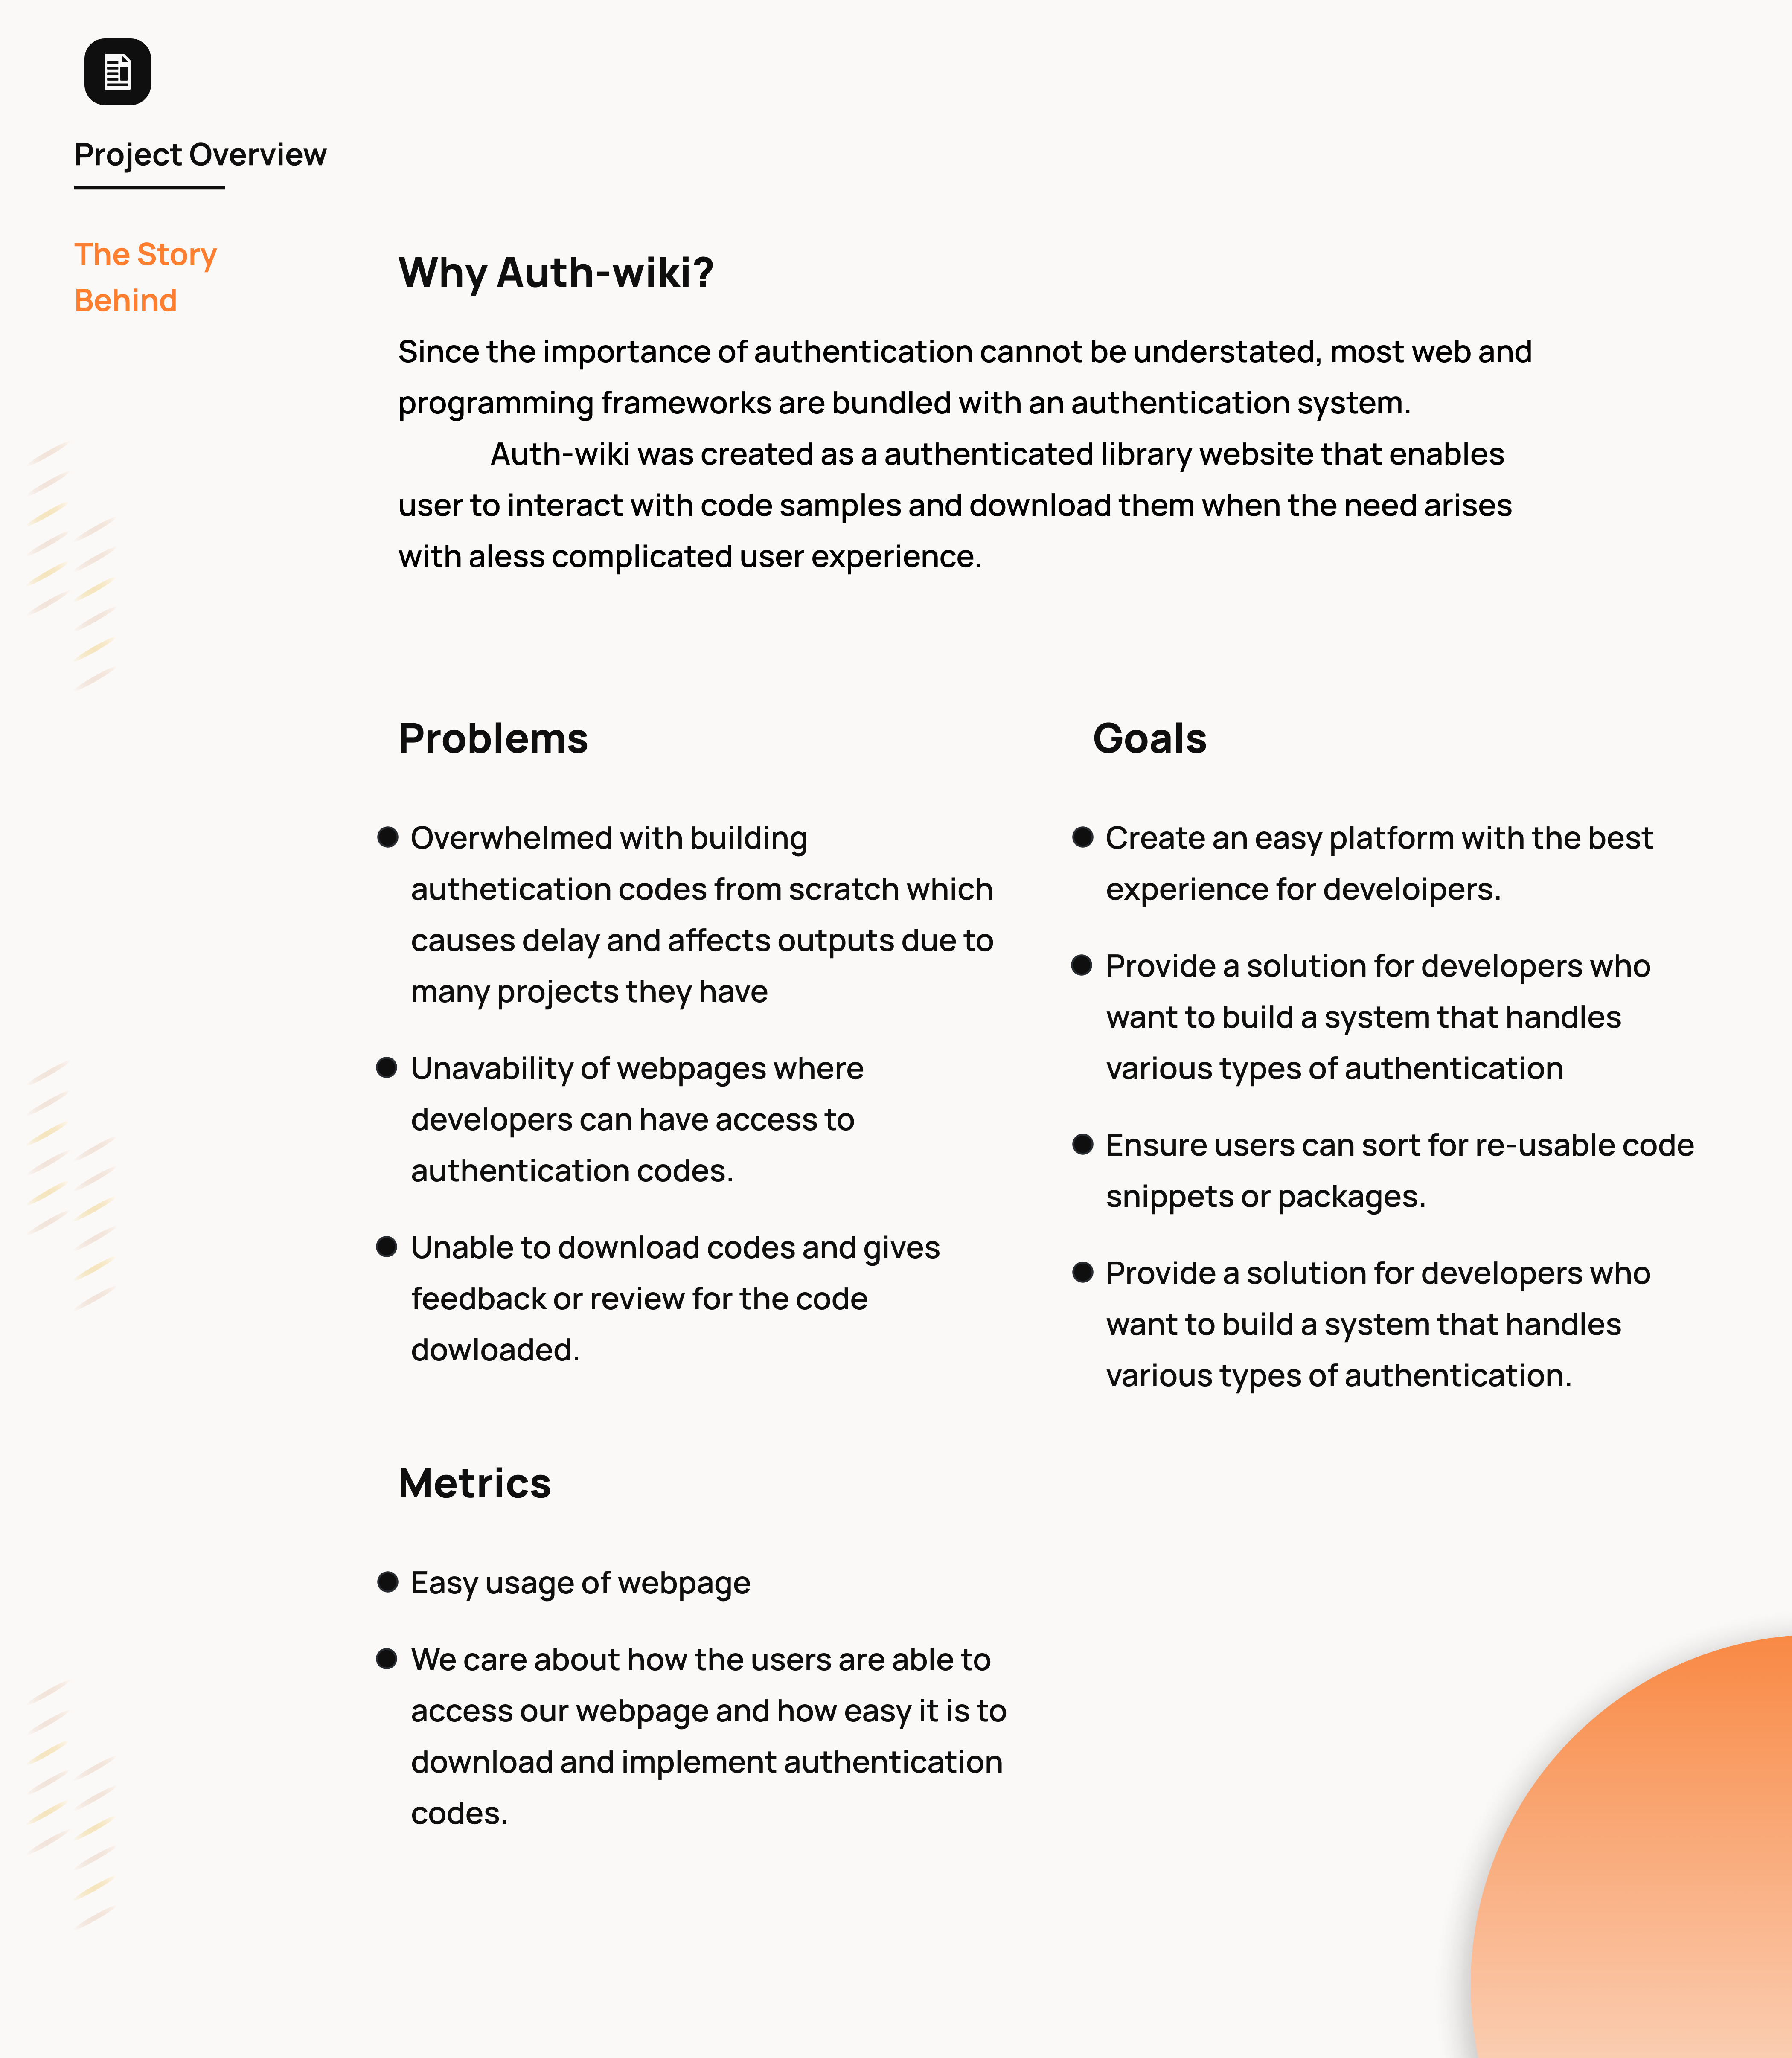 Project Overview
The Story
Behind
Why Auth-wiki?
Since the importance of authentication cannot be understated, most web and
programming frameworks are bundled with an authentication system.
Auth-wiki was created as a authenticated library website that enables
user to interact with code samples and download them when the need arises
with aless complicated user experience.
Problems
Overwhelmed with building
authetication codes from scratch which
causes delay and affects outputs due to
many projects they have
Unavability of webpages where
developers can have access to
authentication codes.
Unable to download codes and gives
feedback or review for the code
dowloaded.
Goals
Create an easy platform with the best
experience for develoipers.
Provide a solution for developers who
want to build a system that handles
various types of authentication
Ensure users can sort for re-usable code
snippets or packages.
Provide a solution for developers who
want to build a system that handles
various types of authentication.
Metrics
Easy usage of webpage
We care about how the users are able to
access our webpage and how easy it is to
download and implement authentication
codes.